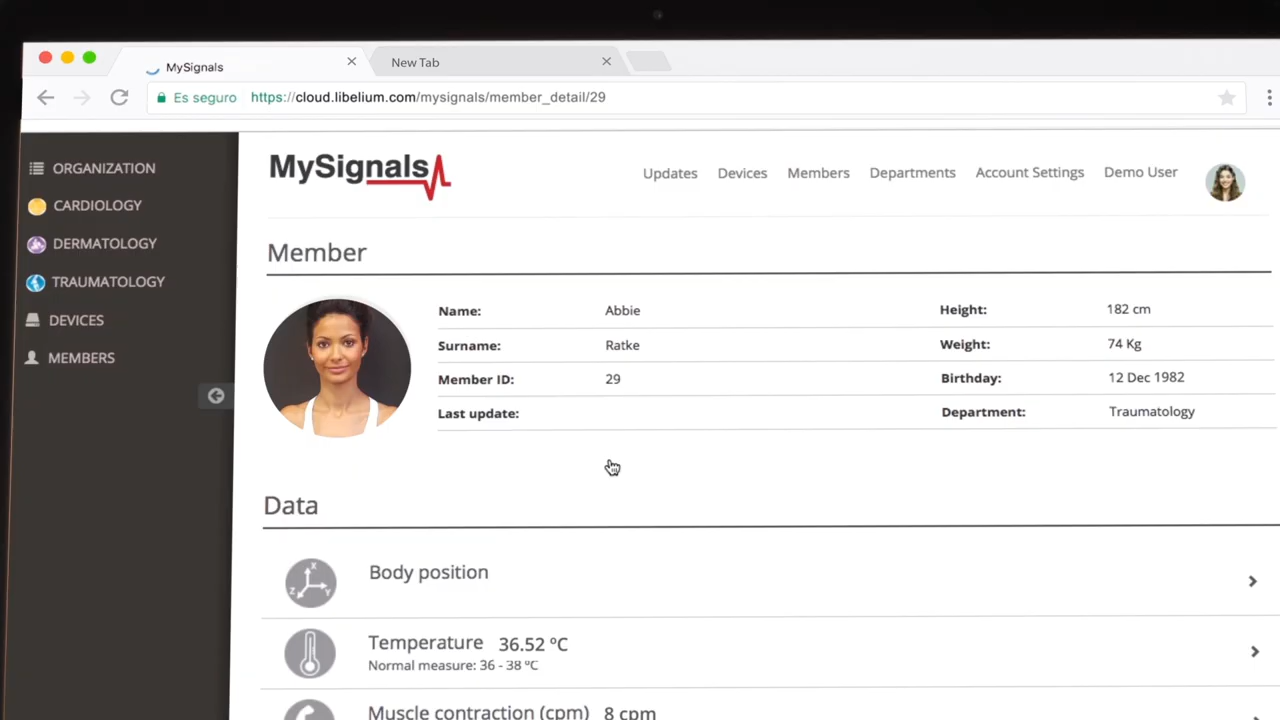 MySignals
New Tab
Es seguro
https://cloud.libelium.com/mysignals/member_detail/29
ORGANIZATION
CARDIOLOGY
DERMATOLOGY
TRAUMATOLOGY
DEVICES
MEMBERS
MySignals
Updates Devices Members Departments Account Settings Demo User
Member
Name: Abbie Height: 182 cm
Surname: Ratke Weight: 74 Kg
Member ID: 29 Birthday: 12 Dec 1982
Last update: Department: Traumatology
Data
X
Z Y
Body position
Temperature 36.52 ºC
Normal measure: 36 - 38 ºC
Muscle contraction (cpm) 8 cpm